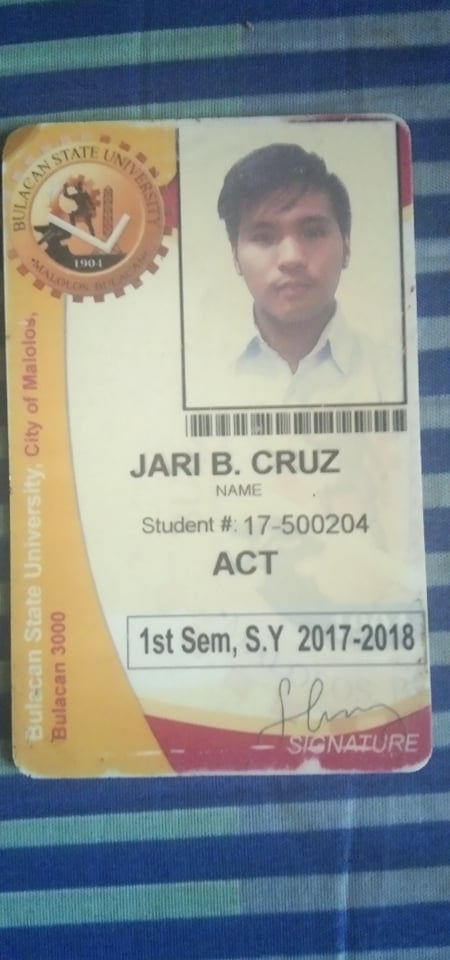 BULACAN STATE UNIVERSITY
1904
MALOLOS, BULACAN
Bulacan State University, City of Malolos,
Bulacan 3000
JARI B. CRUZ
NAME
Student #: 17-500204
ACT
1st Sem, S.Y 2017-2018
SIGNATURE